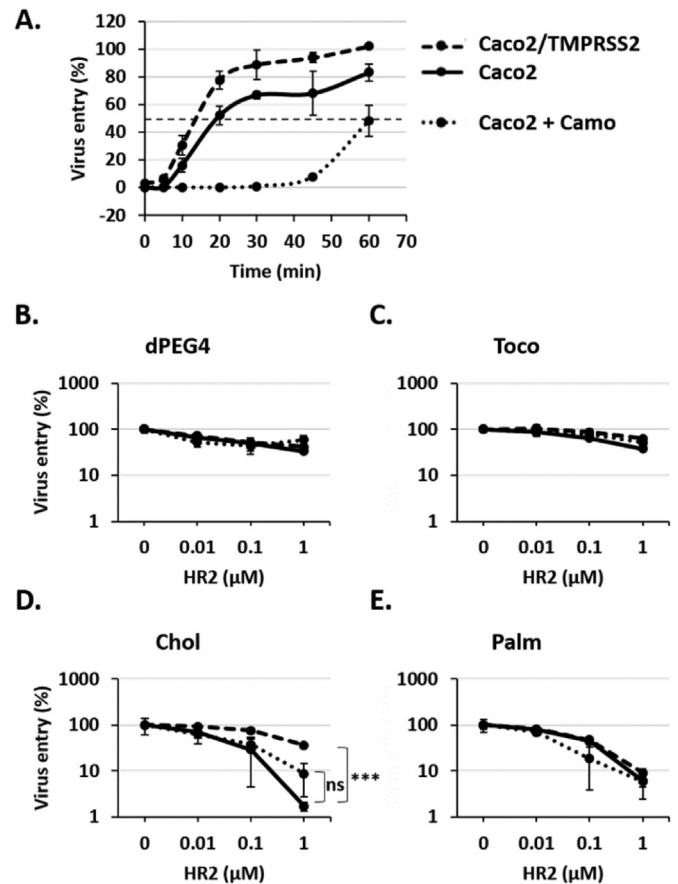 A.
120
100
80
60
40
20
0
-20
Virus entry (%)
0 10 20 30 40 50 60 70
Time (min)
Caco2/TMPRSS2
Caco2
Caco2 + Camo
B.
dPEG4
1000
100
10
1
Virus entry (%)
0 0.01 0.1 1
HR2 (µM)
C.
Toco
1000
100
10
1
0 0.01 0.1 1
HR2 (µM)
D.
Chol
1000
100
10
1
Virus entry (%)
ns
***
0 0.01 0.1 1
HR2 (µM)
E.
Palm
1000
100
10
1
0 0.01 0.1 1
HR2 (µM)